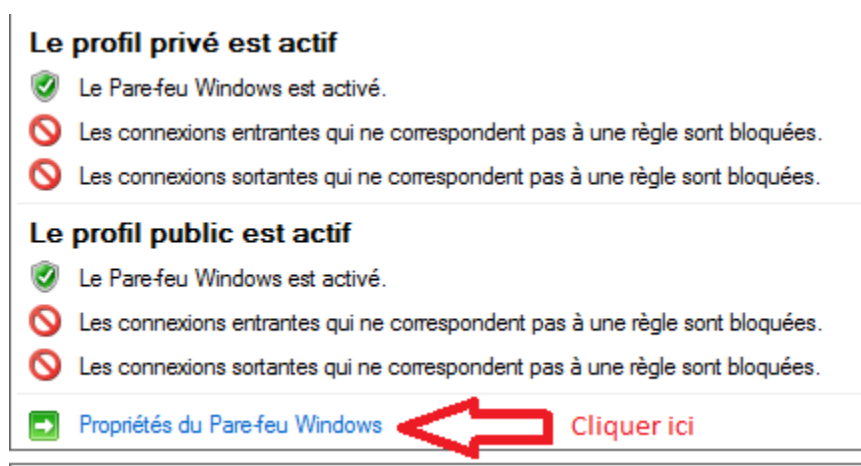 Le profil privé est actif
Le Pare-feu Windows est activé.
Les connexions entrantes qui ne correspondent pas à une règle sont bloquées.
Les connexions sortantes qui ne correspondent pas à une règle sont bloquées.
Le profil public est actif
Le Pare-feu Windows est activé.
Les connexions entrantes qui ne correspondent pas à une règle sont bloquées.
Les connexions sortantes qui ne correspondent pas à une règle sont bloquées.
Propriétés du Pare-feu Windows Cliquer ici